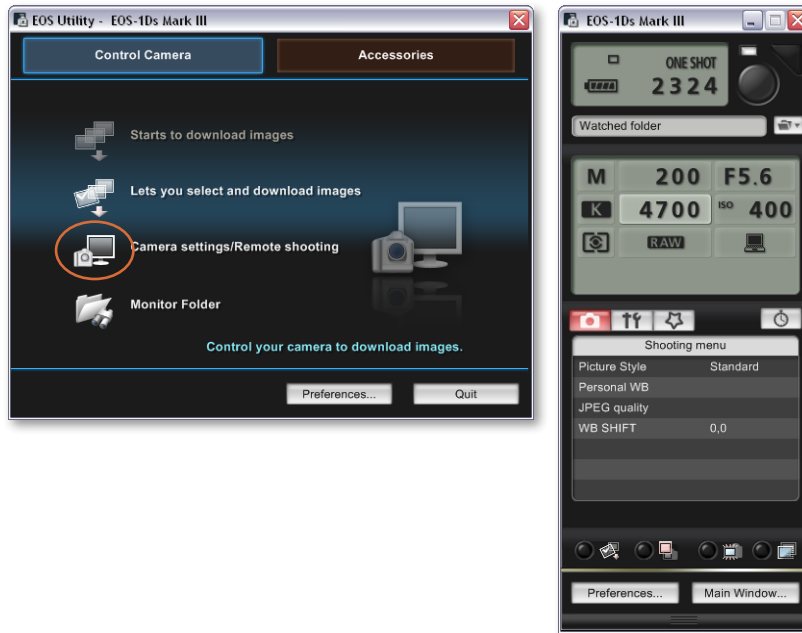 EOS Utility - EOS-1Ds Mark III
Control Camera
Accessories
Starts to download images
Lets you select and download images
Camera settings/Remote shooting
Monitor Folder
Control your camera to download images.
Preferences...
Quit
EOS-1Ds Mark III
ONE SHOT
2324
Watched folder
M 200 F5.6
K 4700 ISO 400
RAW
Shooting menu
Picture Style Standard
Personal WB
JPEG quality
WB SHIFT 0,0
Preferences...
Main Window...